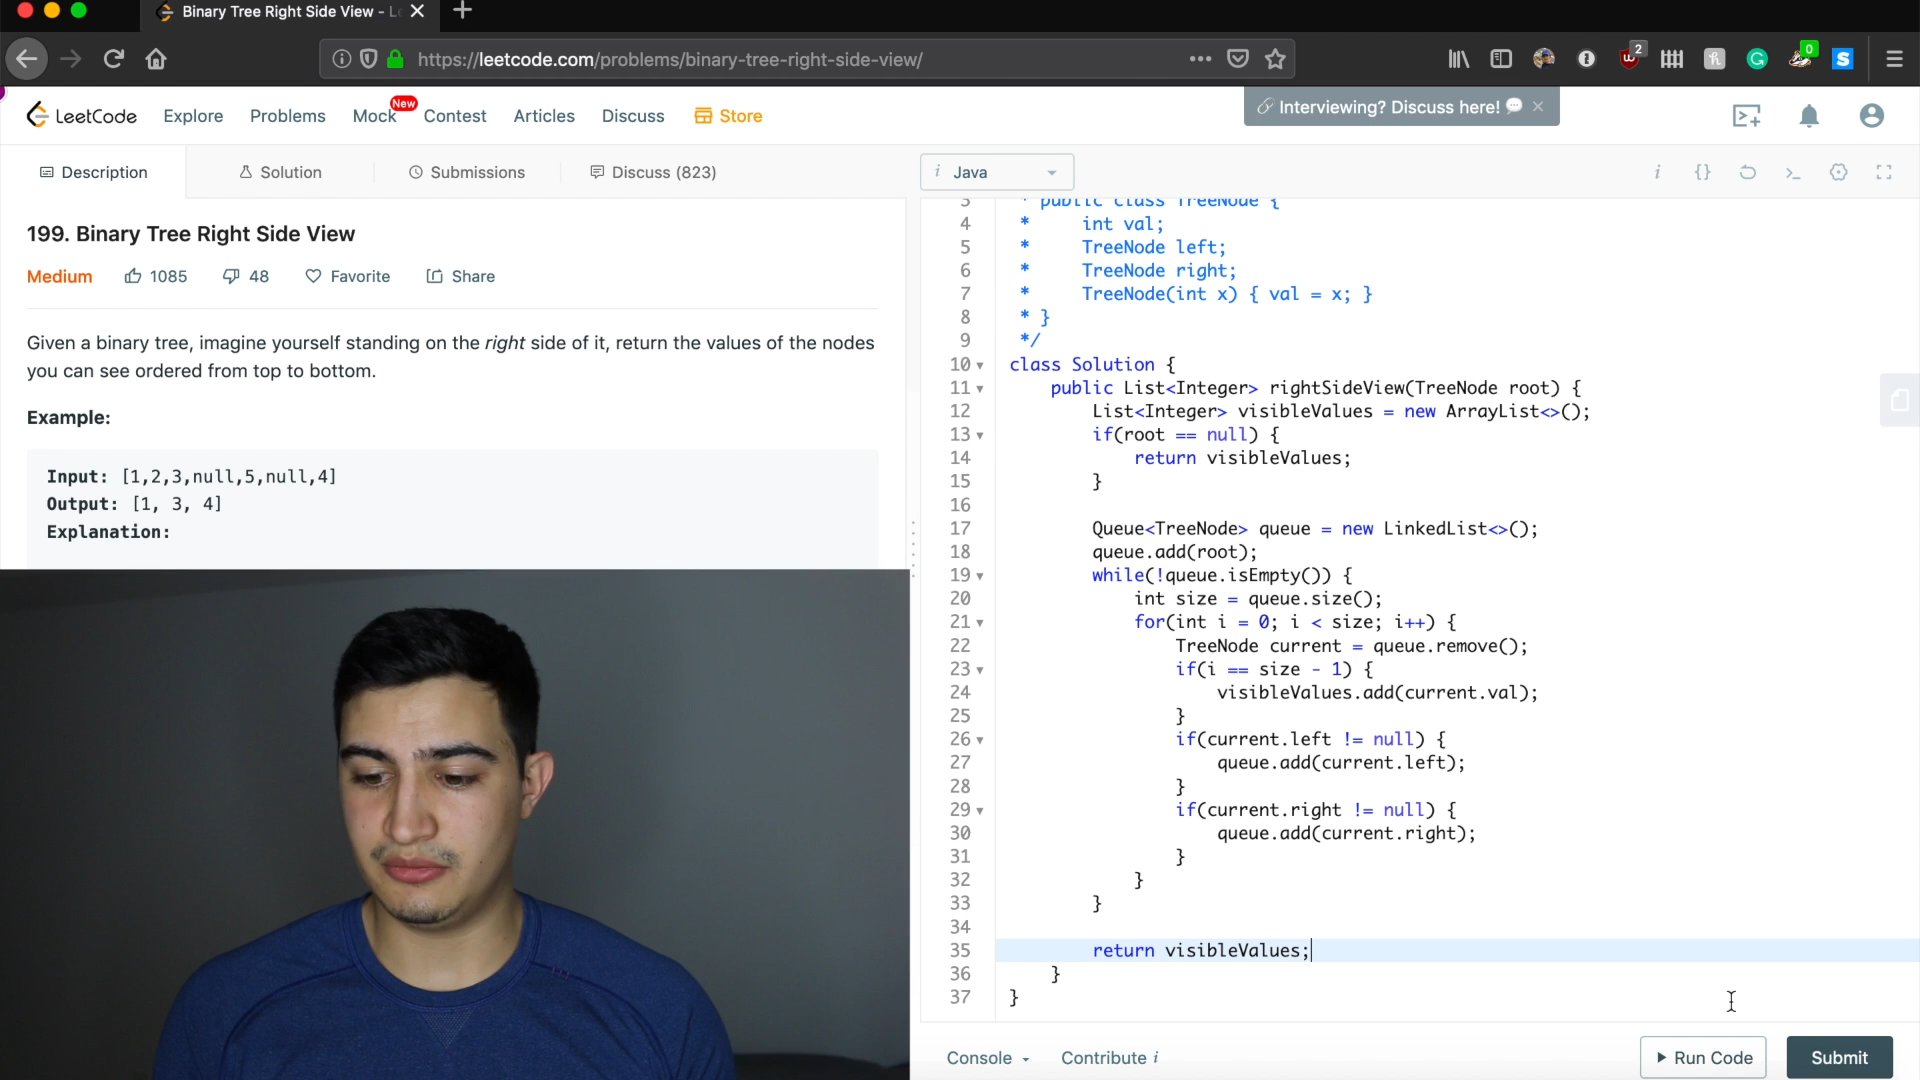 Binary Tree Right Side View - Le
https://leetcode.com/problems/binary-tree-right-side-view/
2
0
LeetCode
Explore
Problems
Mock
New
Contest
Articles
Discuss
Store
Interviewing? Discuss here!
Description
Solution
Submissions
Discuss (823)
i Java
199. Binary Tree Right Side View
Medium
1085
48
Favorite
Share
Given a binary tree, imagine yourself standing on the right side of it, return the values of the nodes
you can see ordered from top to bottom.
Example:
Input: [1,2,3,null,5,null,4]
Output: [1, 3, 4]
Explanation:
3 * public class TreeNode {
4 * int val;
5 * TreeNode left;
6 * TreeNode right;
7 * TreeNode(int x) { val = x; }
8 * }
9 */
10 class Solution {
11 public List<Integer> rightSideView(TreeNode root) {
12 List<Integer> visibleValues = new ArrayList<>();
13 if(root == null) {
14 return visibleValues;
15 }
16
17 Queue<TreeNode> queue = new LinkedList<>();
18 queue.add(root);
19 while(!queue.isEmpty()) {
20 int size = queue.size();
21 for(int i = 0; i < size; i++) {
22 TreeNode current = queue.remove();
23 if(i == size - 1) {
24 visibleValues.add(current.val);
25 }
26 if(current.left != null) {
27 queue.add(current.left);
28 }
29 if(current.right != null) {
30 queue.add(current.right);
31 }
32 }
33 }
34
35 return visibleValues;
36 }
37 }
Console
Contribute i
Run Code
Submit